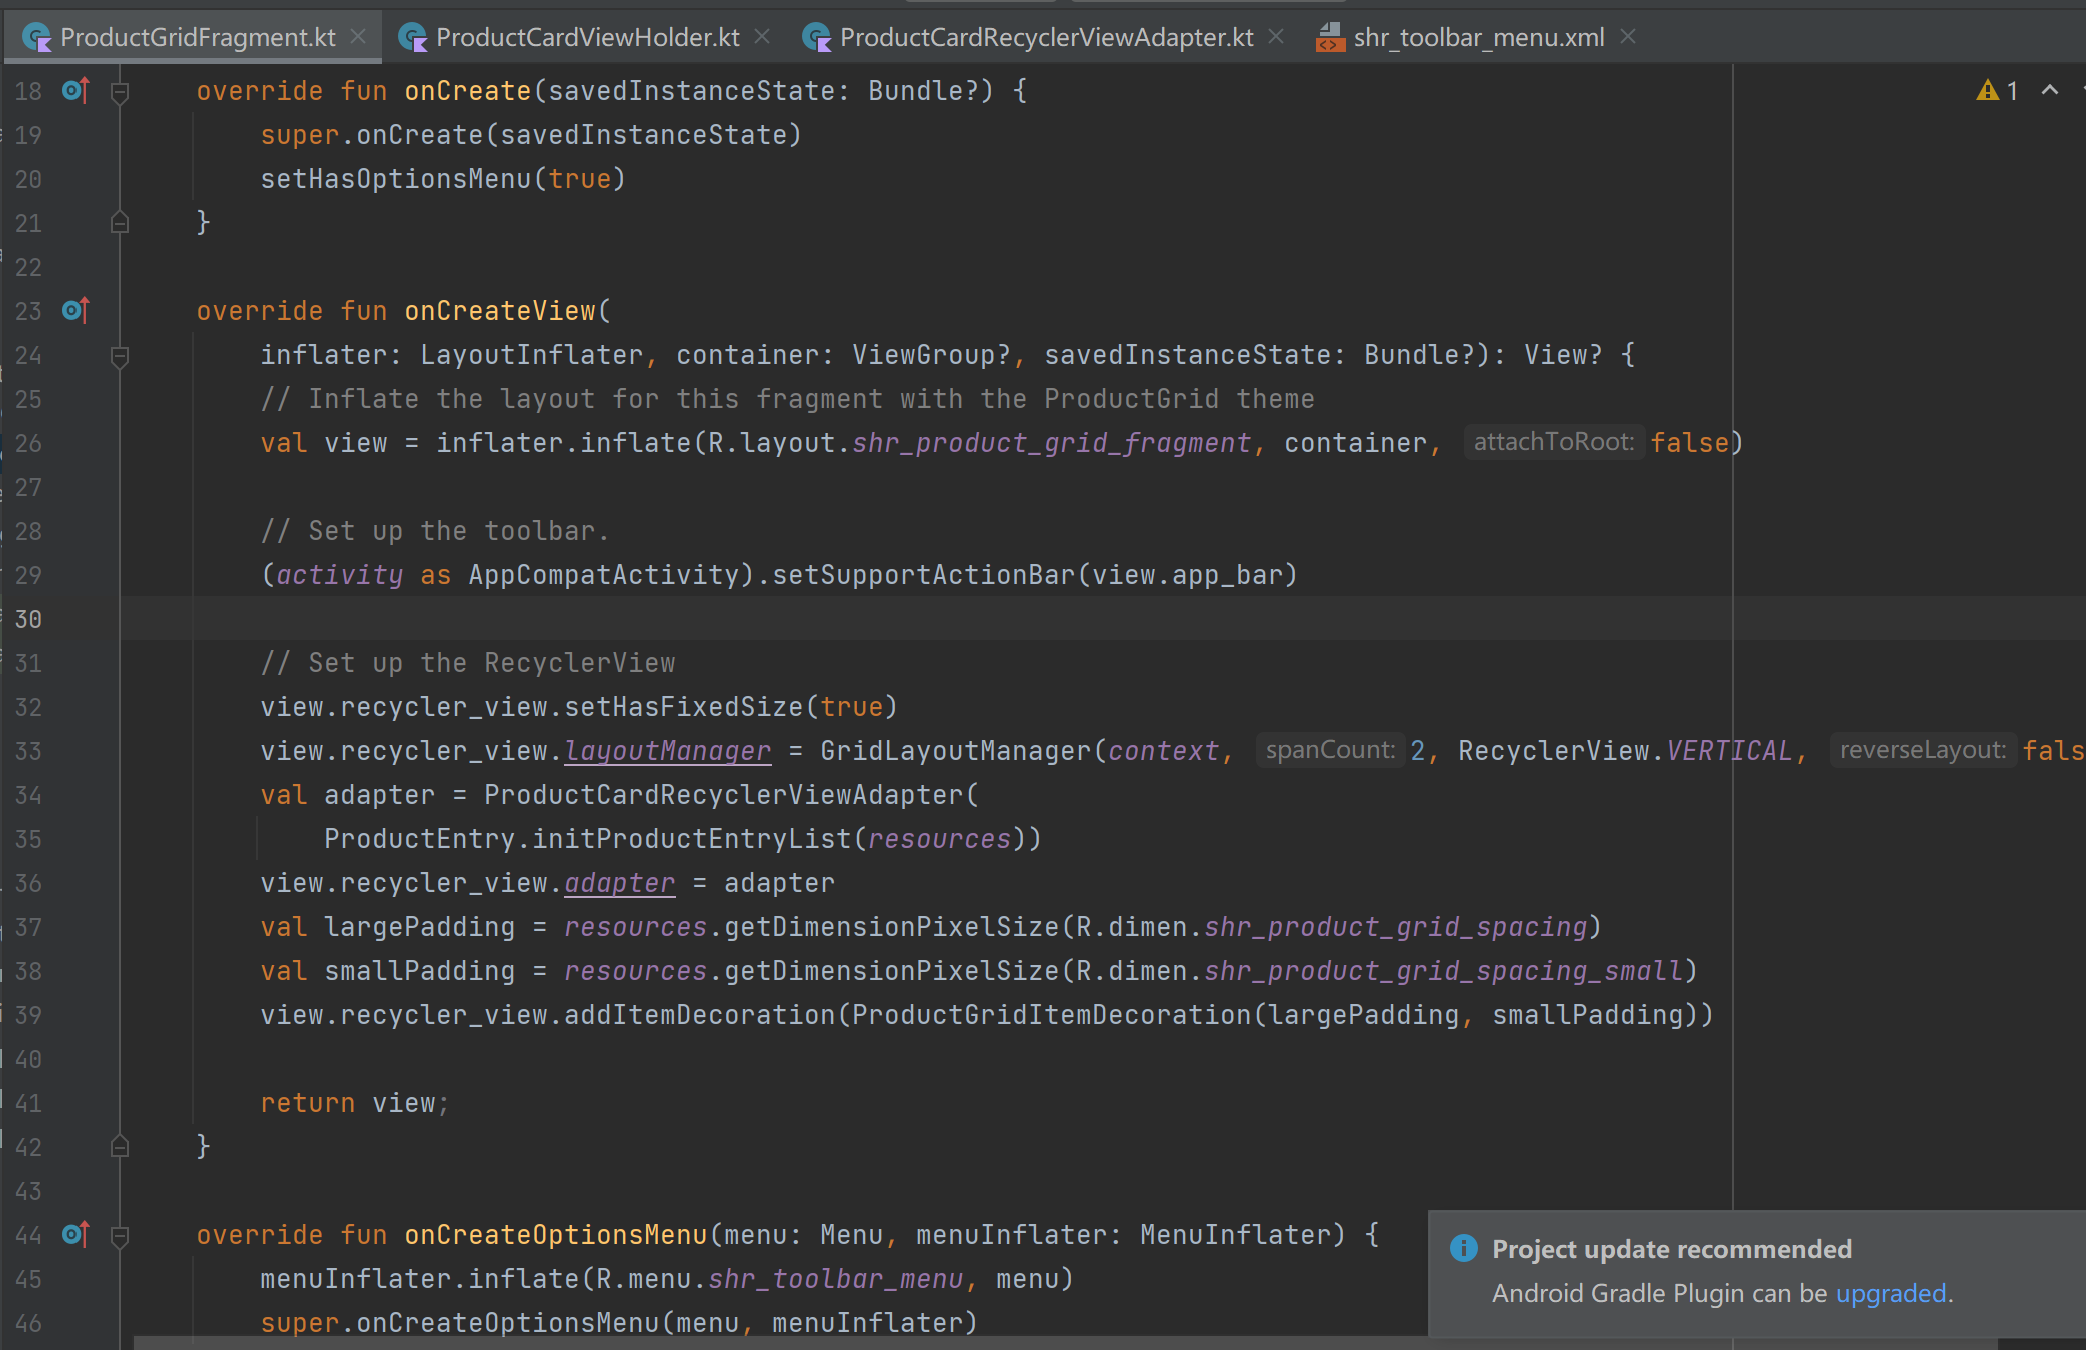 ProductGridFragment.kt
ProductCardViewHolder.kt
ProductCardRecyclerViewAdapter.kt
shr_toolbar_menu.xml
1
18 override fun onCreate(savedInstanceState: Bundle?) {
19 super.onCreate(savedInstanceState)
20 setHasOptionsMenu(true)
21 }
22
23 override fun onCreateView(
24 inflater: LayoutInflater, container: ViewGroup?, savedInstanceState: Bundle?): View? {
25 // Inflate the layout for this fragment with the ProductGrid theme
26 val view = inflater.inflate(R.layout.shr_product_grid_fragment, container, attachToRoot: false)
27
28 // Set up the toolbar.
29 (activity as AppCompatActivity).setSupportActionBar(view.app_bar)
30
31 // Set up the RecyclerView
32 view.recycler_view.setHasFixedSize(true)
33 view.recycler_view.layoutManager = GridLayoutManager(context, spanCount: 2, RecyclerView.VERTICAL, reverseLayout: fals
34 val adapter = ProductCardRecyclerViewAdapter(
35 ProductEntry.initProductEntryList(resources))
36 view.recycler_view.adapter = adapter
37 val largePadding = resources.getDimensionPixelSize(R.dimen.shr_product_grid_spacing)
38 val smallPadding = resources.getDimensionPixelSize(R.dimen.shr_product_grid_spacing_small)
39 view.recycler_view.addItemDecoration(ProductGridItemDecoration(largePadding, smallPadding))
40
41 return view;
42 }
43
44 override fun onCreateOptionsMenu(menu: Menu, menuInflater: MenuInflater) {
45 menuInflater.inflate(R.menu.shr_toolbar_menu, menu)
46 super.onCreateOptionsMenu(menu, menuInflater)
Project update recommended
Android Gradle Plugin can be upgraded.